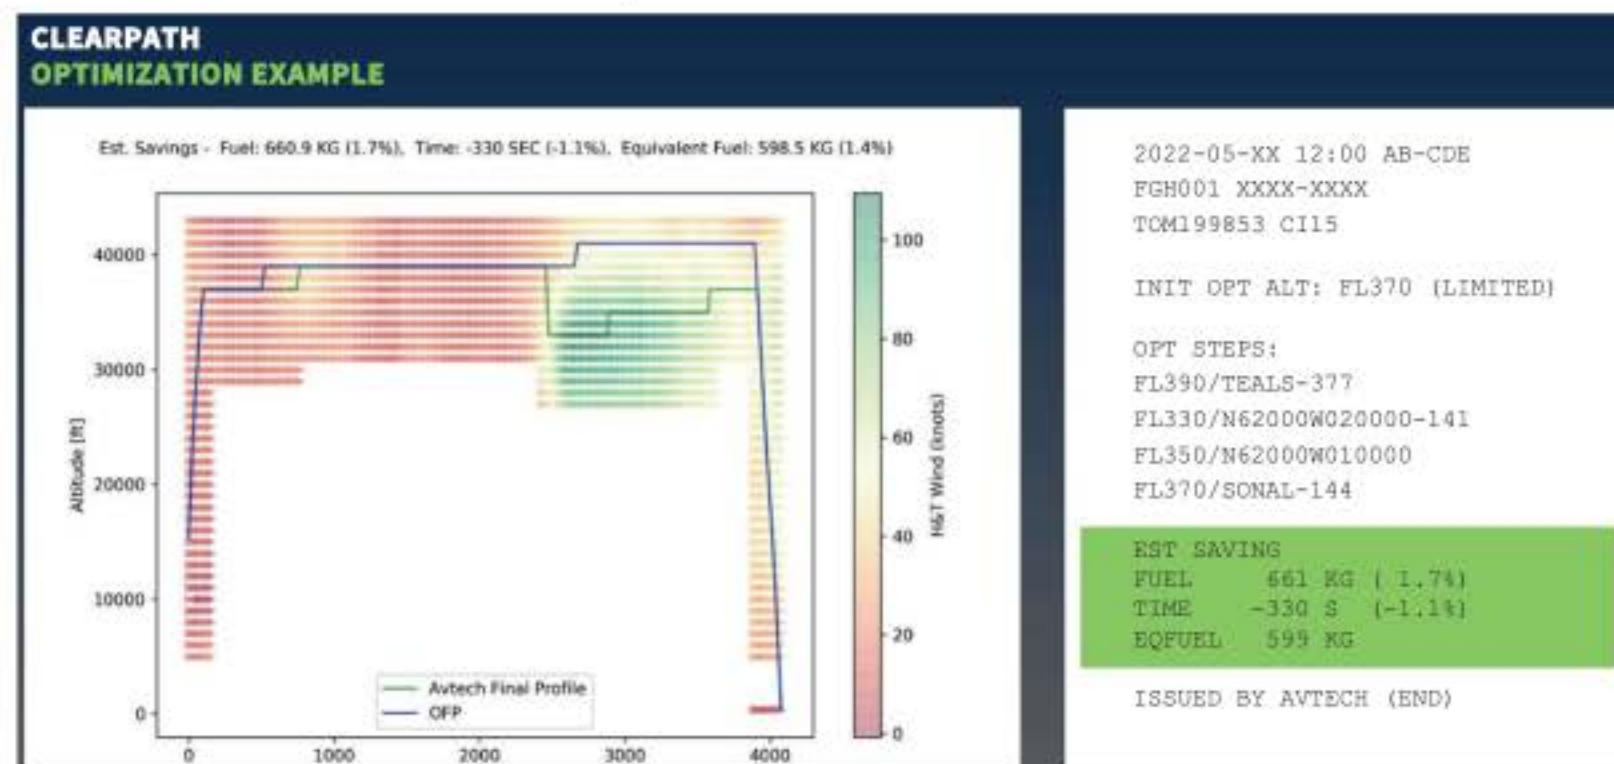 CLEARPATH
OPTIMIZATION EXAMPLE
Est. Savings - Fuel: 660.9 KG (1.7%), Time: -330 SEC (-1.1%), Equivalent Fuel: 598.5 KG (1.4%)
Altitude [ft]
40000
30000
20000
10000
0
0
1000
2000
3000
4000
Avtech Final Profile
OFP
100
80
60
40
20
0
H&T Wind (knots)
2022-05-XX 12:00 AB-CDE
FGH001 XXXX-XXXX
TOM199853 CI15
INIT OPT ALT: FL370 (LIMITED)
OPT STEPS:
FL390/TEALS-377
FL330/N62000W020000-141
FL350/N62000W010000
FL370/SONAL-144
EST SAVING
FUEL 661 KG ( 1.7%)
TIME -330 S (-1.1%)
EQFUEL 599 KG
ISSUED BY AVTECH (END)